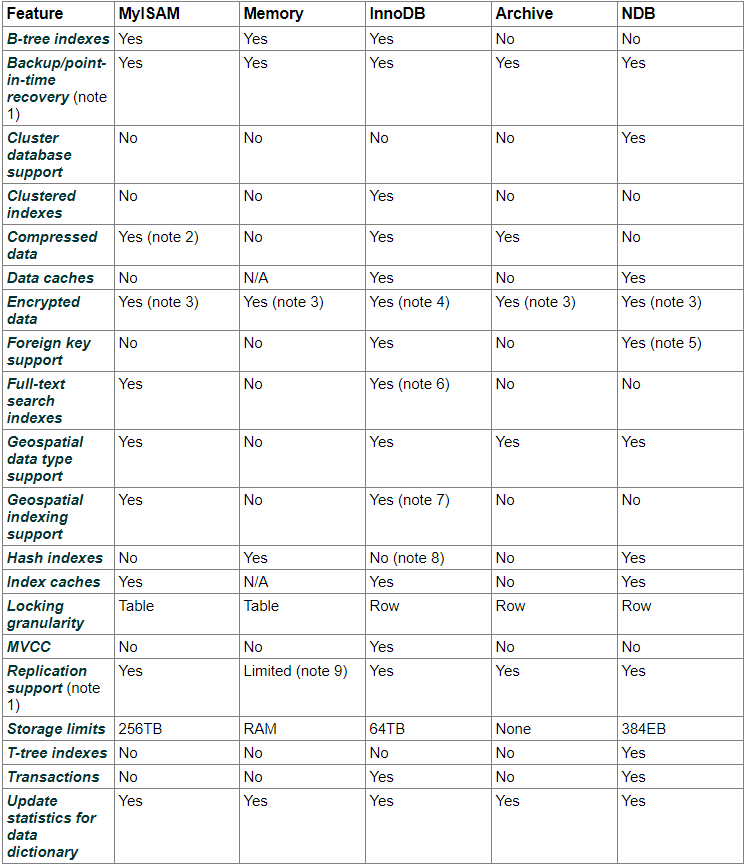 Feature MyISAM Memory InnoDB Archive NDB
B-tree indexes Yes Yes Yes No No
Backup/point- Yes Yes Yes Yes Yes
in-time
recovery (note
1)
Cluster No No No No Yes
database
support
Clustered No No Yes No No
indexes
Compressed Yes (note 2) No Yes Yes No
data
Data caches No N/A Yes No Yes
Encrypted Yes (note 3) Yes (note 3) Yes (note 4) Yes (note 3) Yes (note 3)
data
Foreign key No No Yes No Yes (note 5)
support
Full-text Yes No Yes (note 6) No No
search
indexes
Geospatial Yes No Yes Yes Yes
data type
support
Geospatial Yes No Yes (note 7) No No
indexing
support
Hash indexes No Yes No (note 8) No Yes
Index caches Yes N/A Yes No Yes
Locking Table Table Row Row Row
granularity
MVCC No No Yes No No
Replication Yes Limited (note 9) Yes Yes Yes
support (note
1)
Storage limits 256TB RAM 64TB None 384EB
T-tree indexes No No No No Yes
Transactions No No Yes No Yes
Update Yes Yes Yes Yes Yes
statistics for
data
dictionary